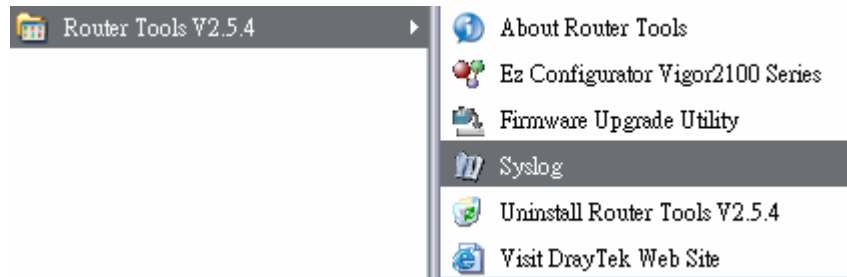 Router Tools V2.5.4
About Router Tools
Ez Configurator Vigor2100 Series
Firmware Upgrade Utility
Syslog
Uninstall Router Tools V2.5.4
Visit DrayTek Web Site